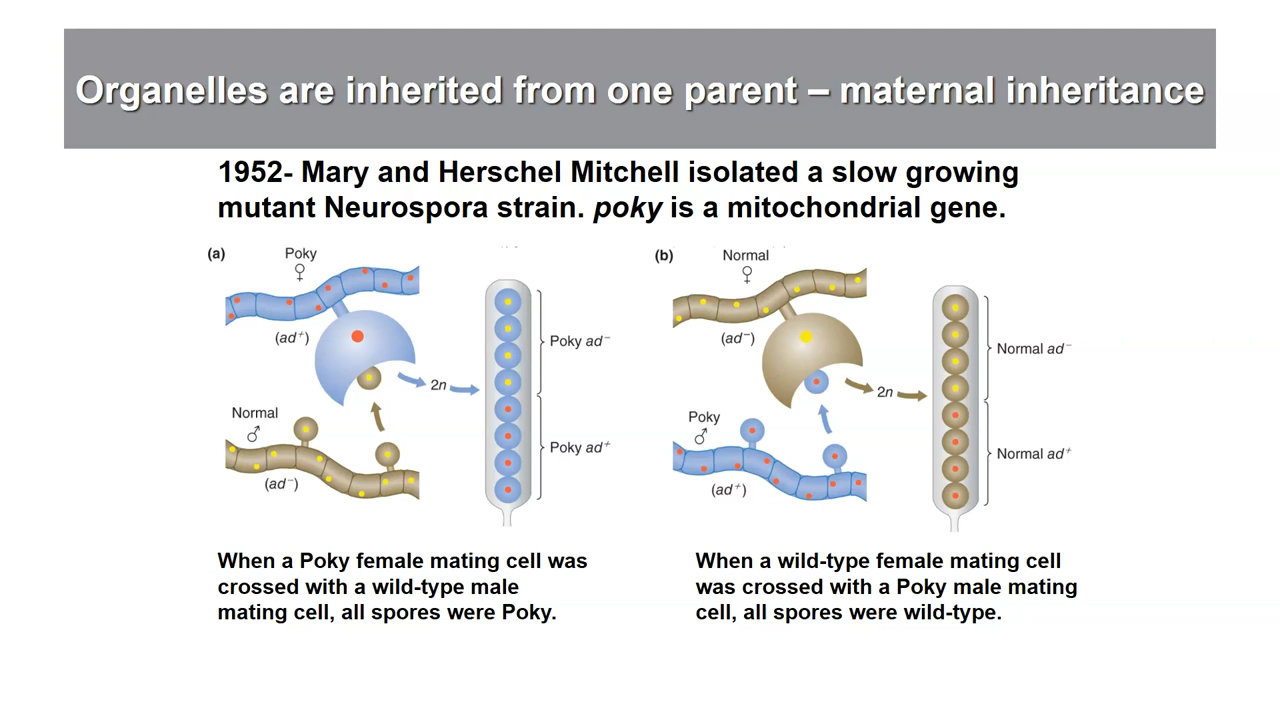 Organelles are inherited from one parent – maternal inheritance
1952- Mary and Herschel Mitchell isolated a slow growing
mutant Neurospora strain. poky is a mitochondrial gene.
(a)
Poky
♀
(ad⁺)
Normal
♂
(ad⁻)
2n
Poky ad⁻
Poky ad⁺
(b)
Normal
♀
(ad⁻)
Poky
♂
(ad⁺)
2n
Normal ad⁻
Normal ad⁺
When a Poky female mating cell was
crossed with a wild-type male
mating cell, all spores were Poky.
When a wild-type female mating cell
was crossed with a Poky male mating
cell, all spores were wild-type.